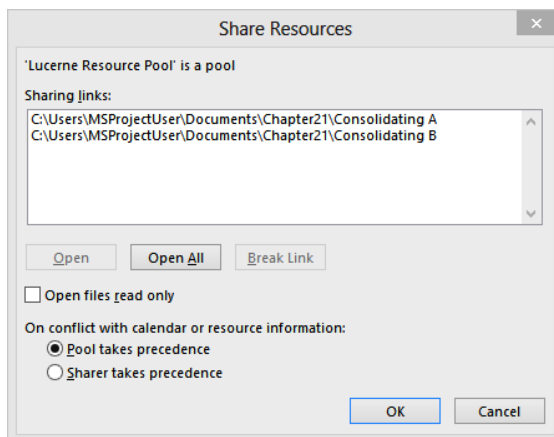 Share Resources
'Lucerne Resource Pool' is a pool
Sharing links:
C:\Users\MSProjectUser\Documents\Chapter21\Consolidating A
C:\Users\MSProjectUser\Documents\Chapter21\Consolidating B
Open Open All Break Link
Open files read only
On conflict with calendar or resource information:
Pool takes precedence
Sharer takes precedence
OK Cancel